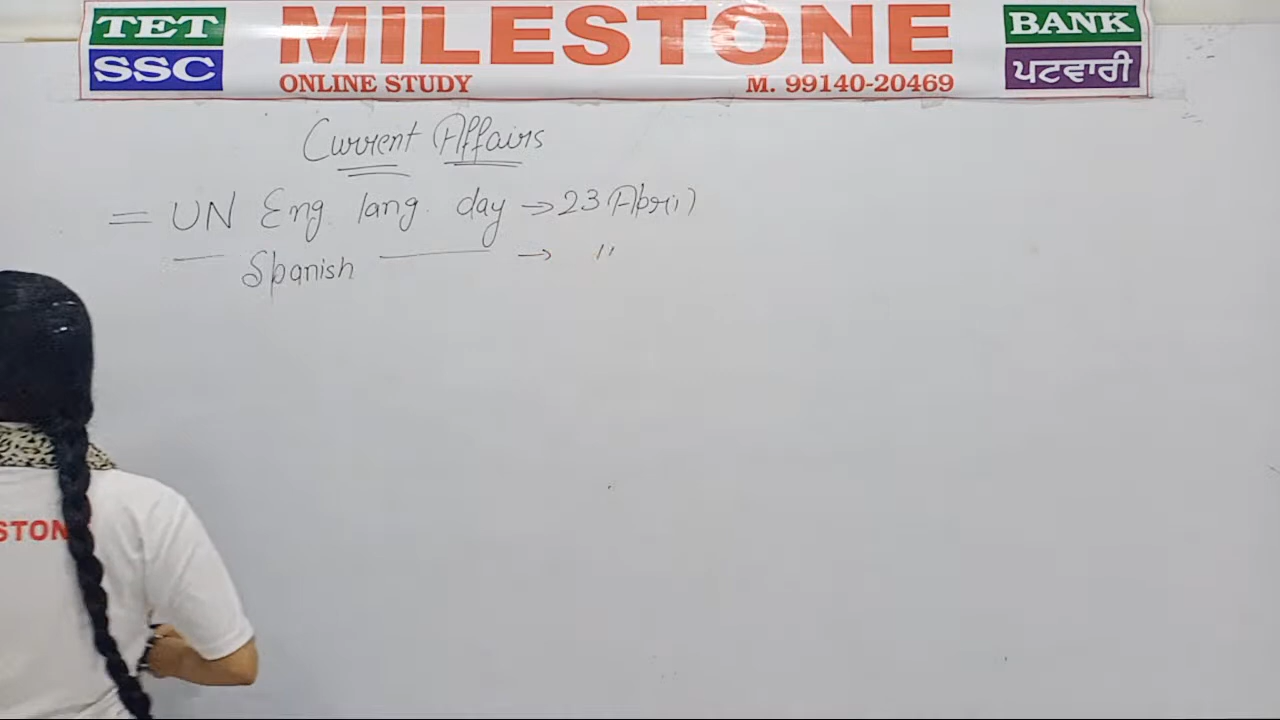 TET
SSC
MILESTONE
ONLINE STUDY M. 99140-20469
BANK
ਪਟਵਾਰੀ
Current Affairs
= UN Eng. lang. day → 23 April
Spanish → "
STON